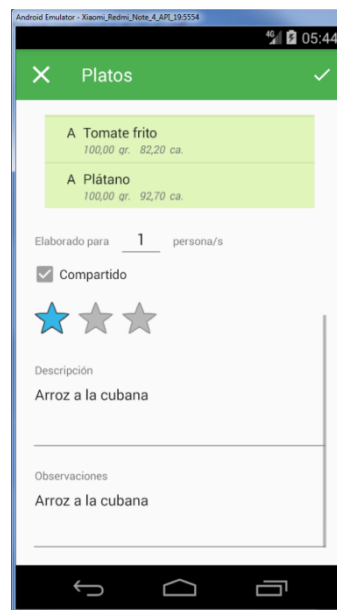 Android Emulator - Xiaomi_Redmi_Note_4_API_19:5554
4G 05:44
Platos
A Tomate frito
100,00 gr. 82,20 ca.
A Plátano
100,00 gr. 92,70 ca.
Elaborado para 1 persona/s
Compartido
Descripción
Arroz a la cubana
Observaciones
Arroz a la cubana